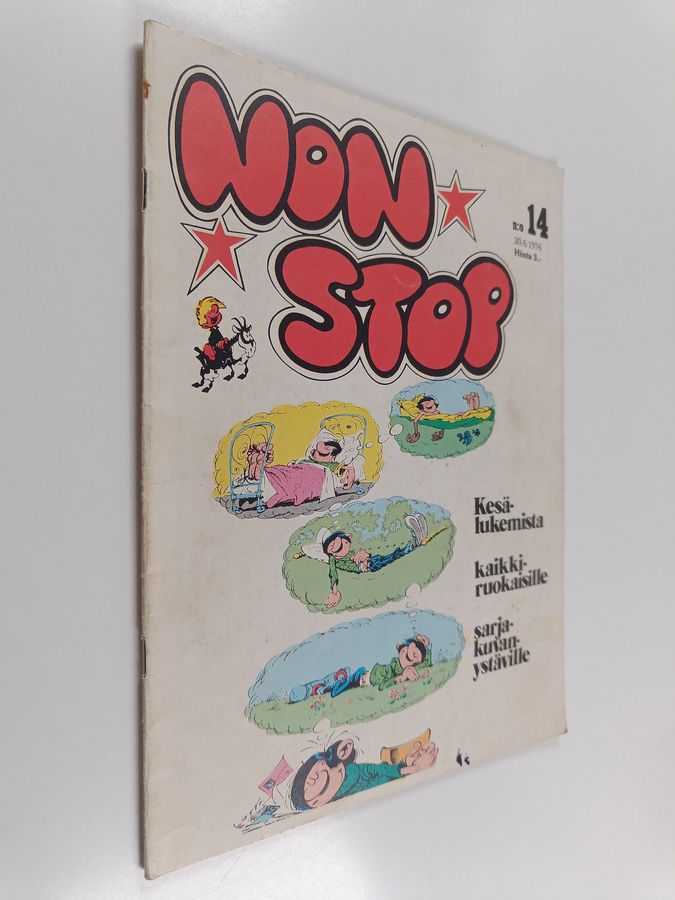 NON
STOP
n:o 14
30.6.1976
Hinta 3,-
Kesä-
lukemista
kaikki-
ruokaisille
sarja-
kuvan-
ystäville